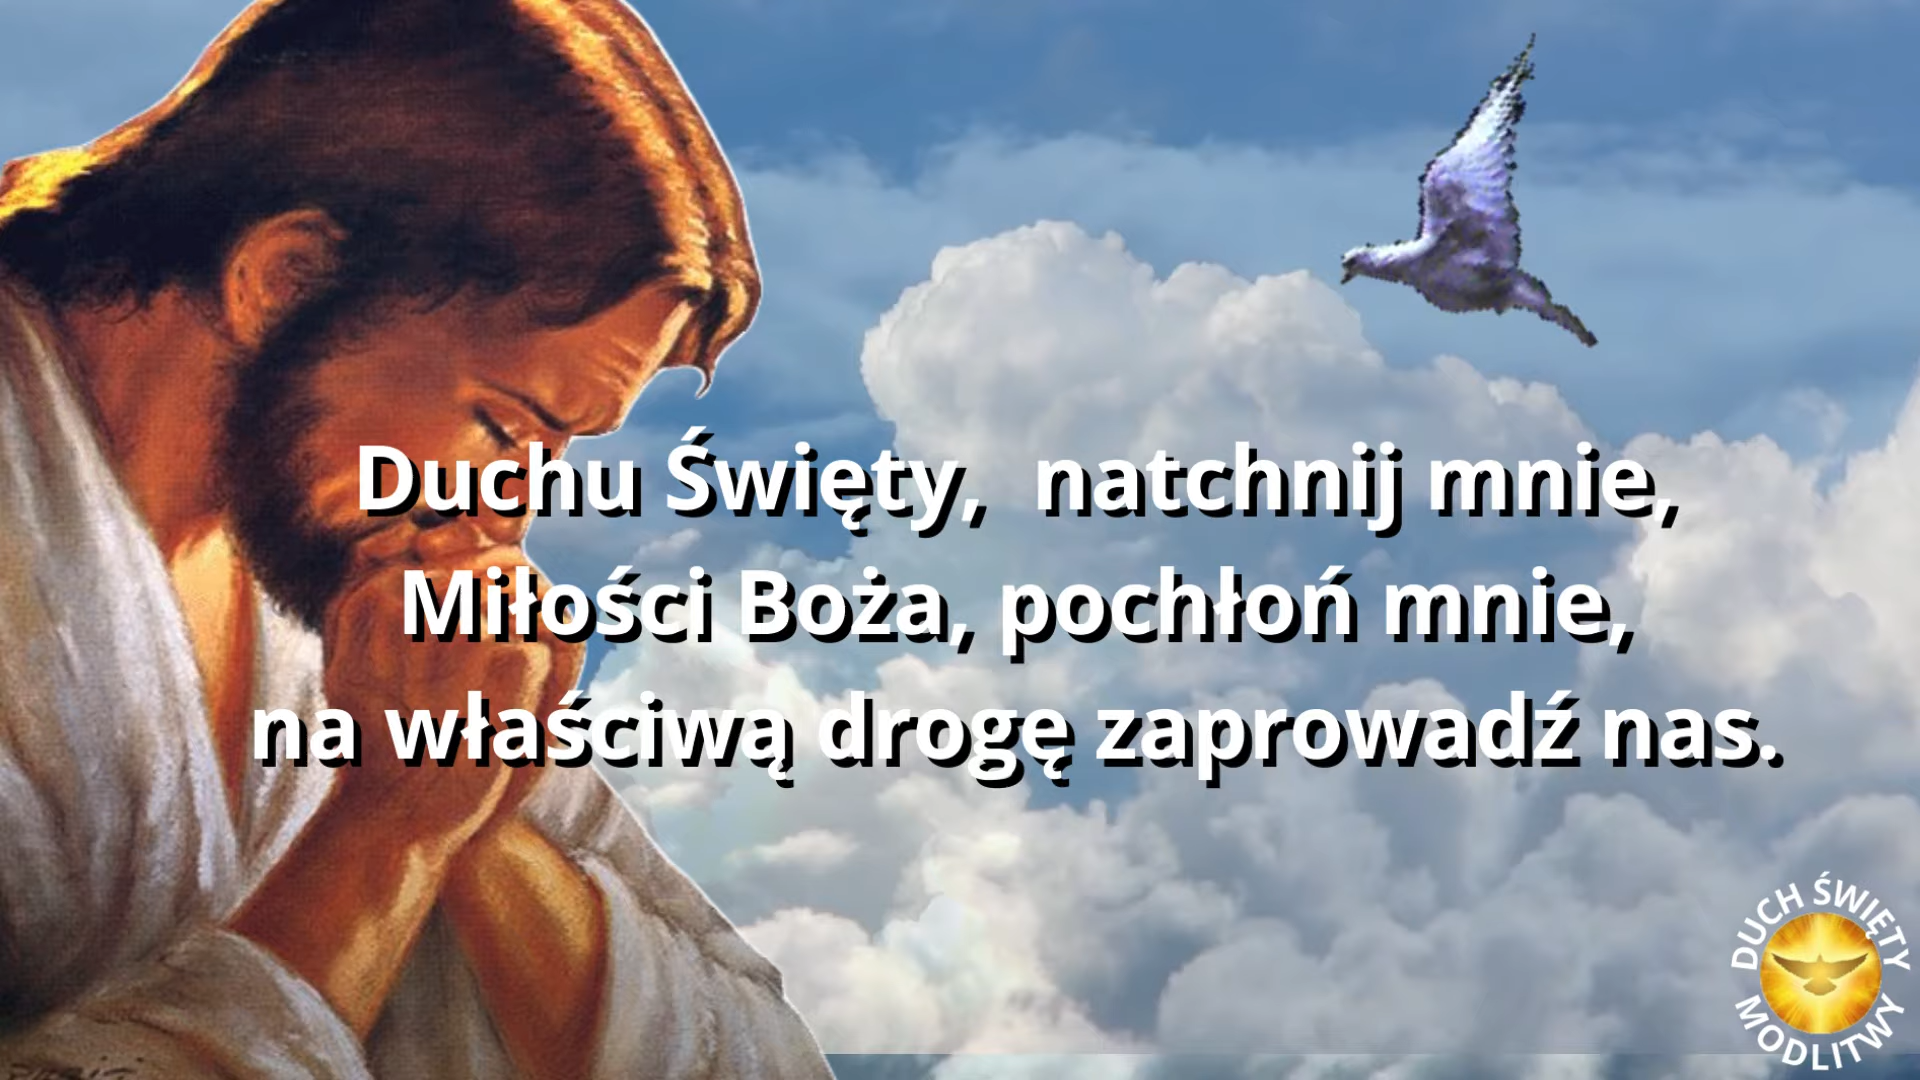 Duchu Święty, natchnij mnie,
Miłości Boża, pochłoń mnie,
na właściwą drogę zaprowadź nas.
DUCH ŚWIĘTY
MODLITWY